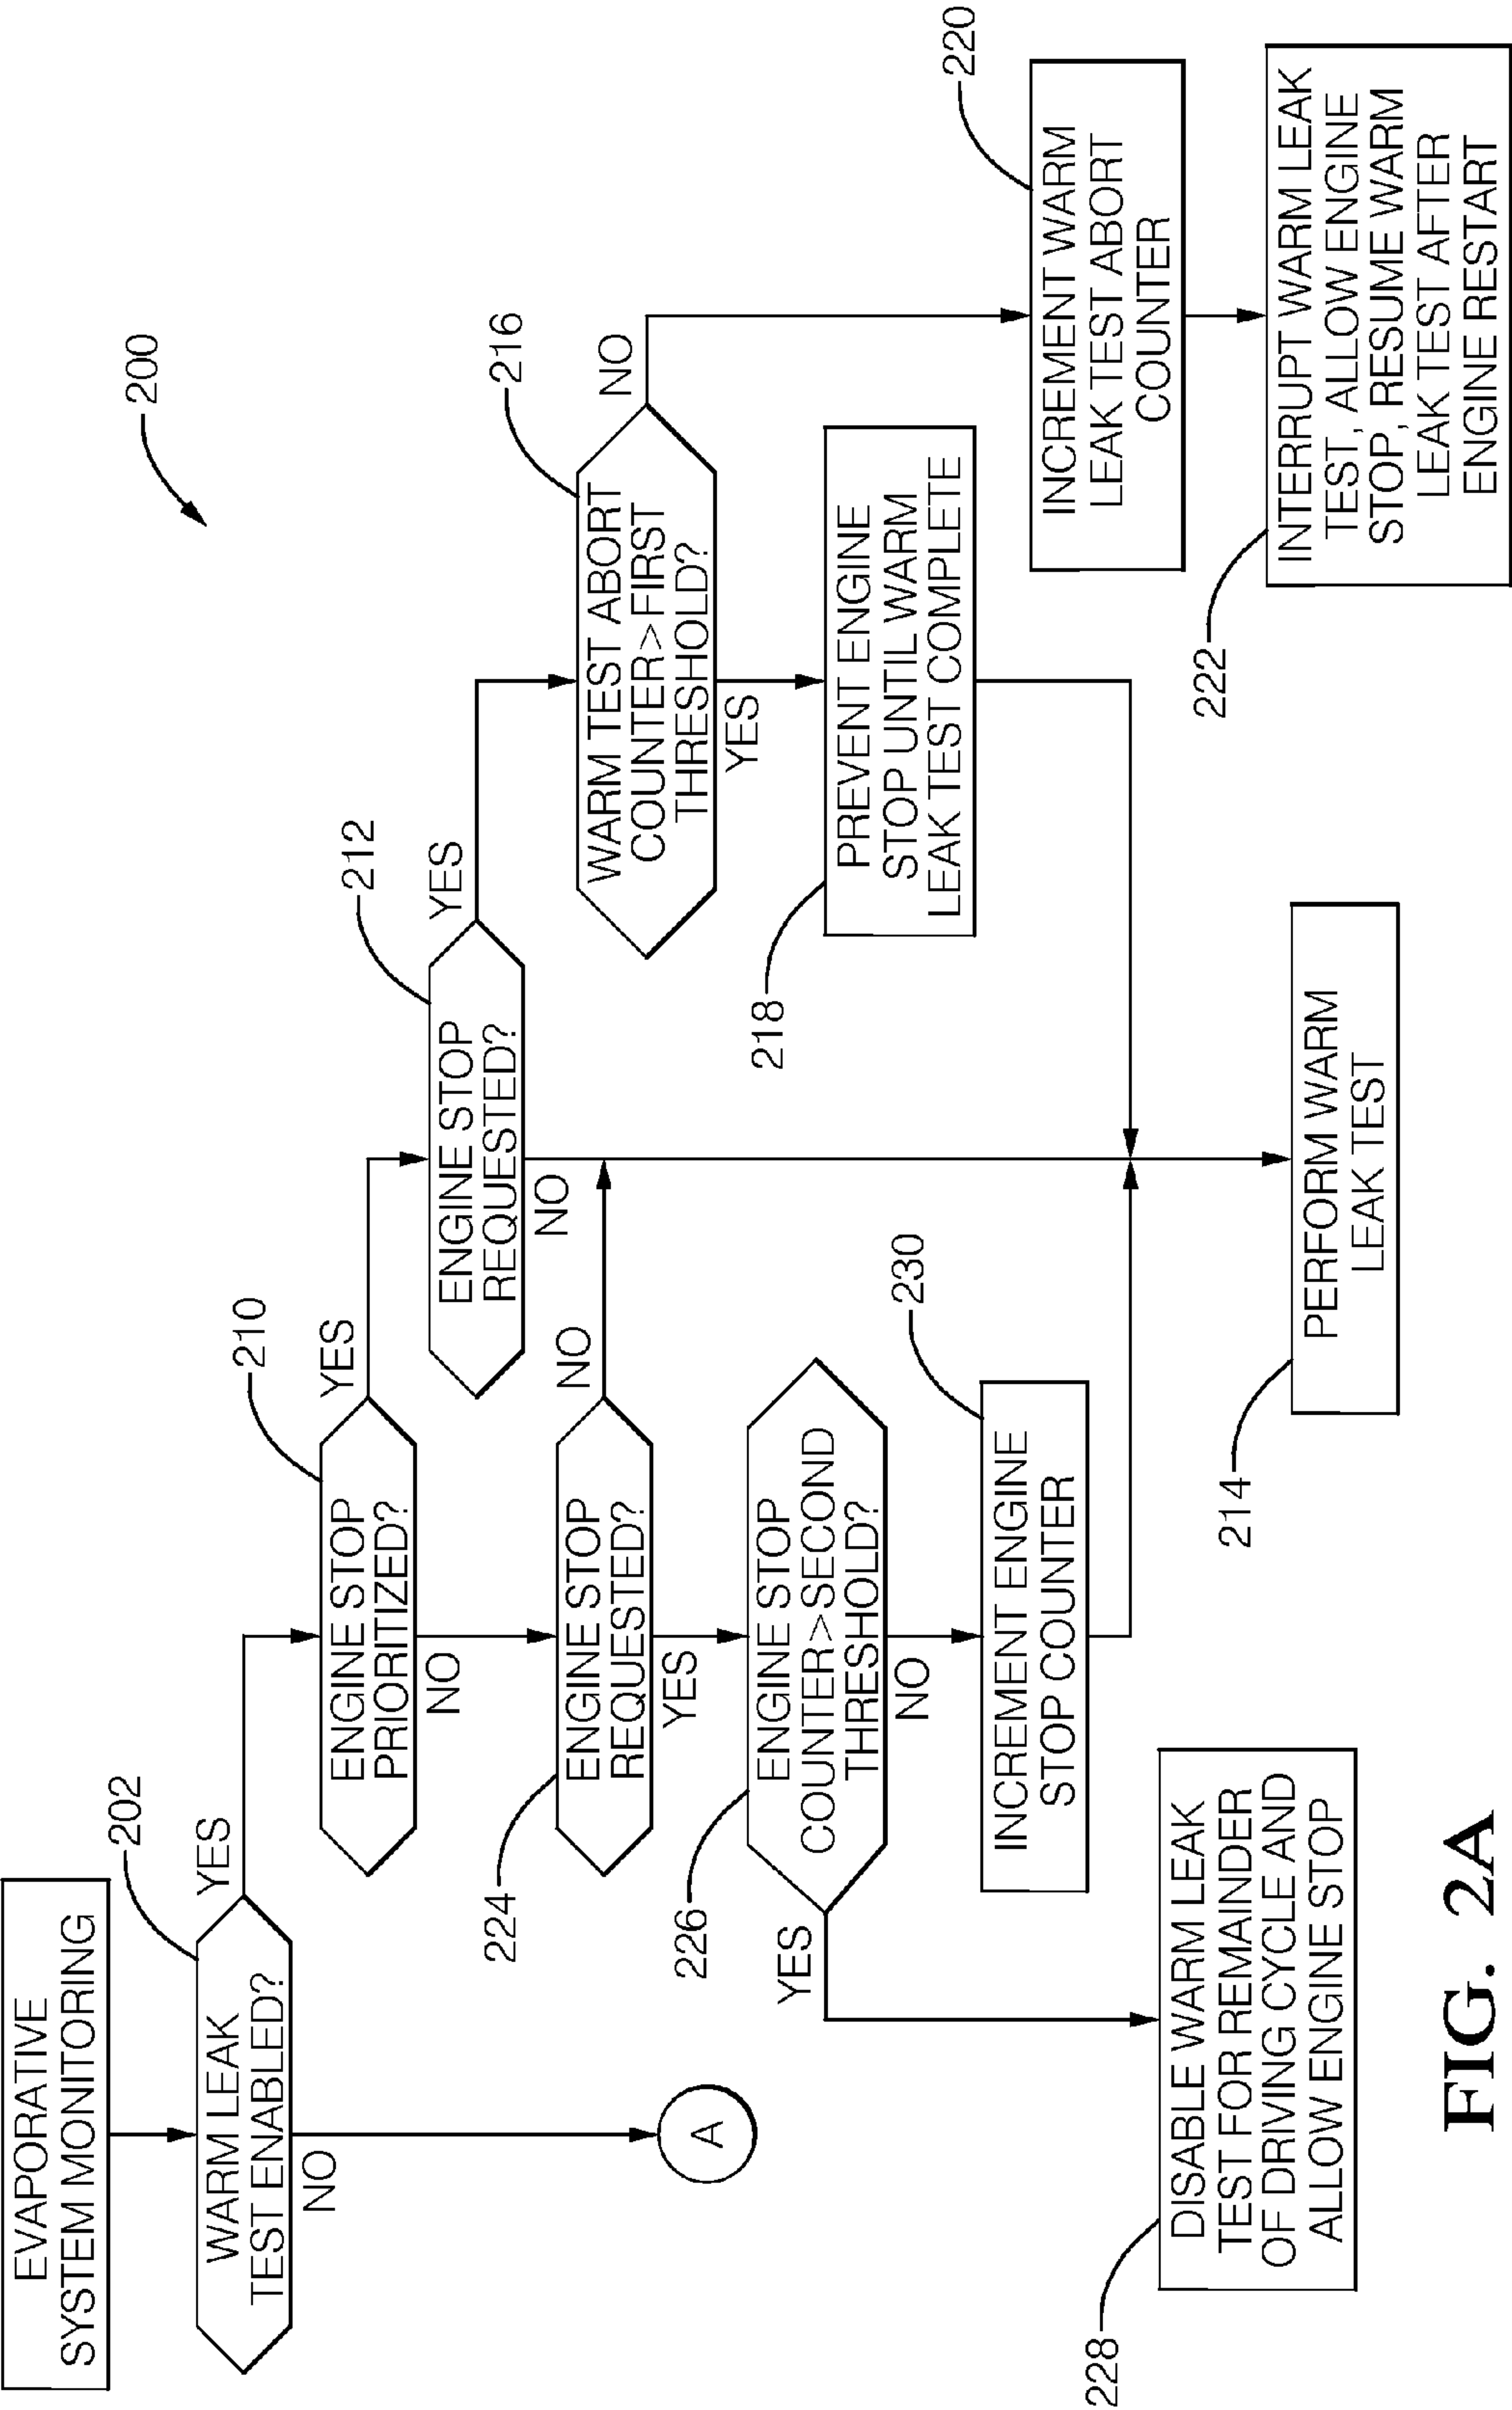 200
EVAPORATIVE
SYSTEM MONITORING
202
WARM LEAK
TEST ENABLED?
YES
NO
A
210
ENGINE STOP
PRIORITIZED?
YES
NO
212
ENGINE STOP
REQUESTED?
YES
NO
216
WARM TEST ABORT
COUNTER>FIRST
THRESHOLD?
NO
YES
224
ENGINE STOP
REQUESTED?
NO
YES
226
ENGINE STOP
COUNTER>SECOND
THRESHOLD?
YES
NO
218
PREVENT ENGINE
STOP UNTIL WARM
LEAK TEST COMPLETE
230
INCREMENT ENGINE
STOP COUNTER
220
INCREMENT WARM
LEAK TEST ABORT
COUNTER
228
DISABLE WARM LEAK
TEST FOR REMAINDER
OF DRIVING CYCLE AND
ALLOW ENGINE STOP
214
PERFORM WARM
LEAK TEST
222
INTERRUPT WARM LEAK
TEST, ALLOW ENGINE
STOP, RESUME WARM
LEAK TEST AFTER
ENGINE RESTART
FIG. 2A